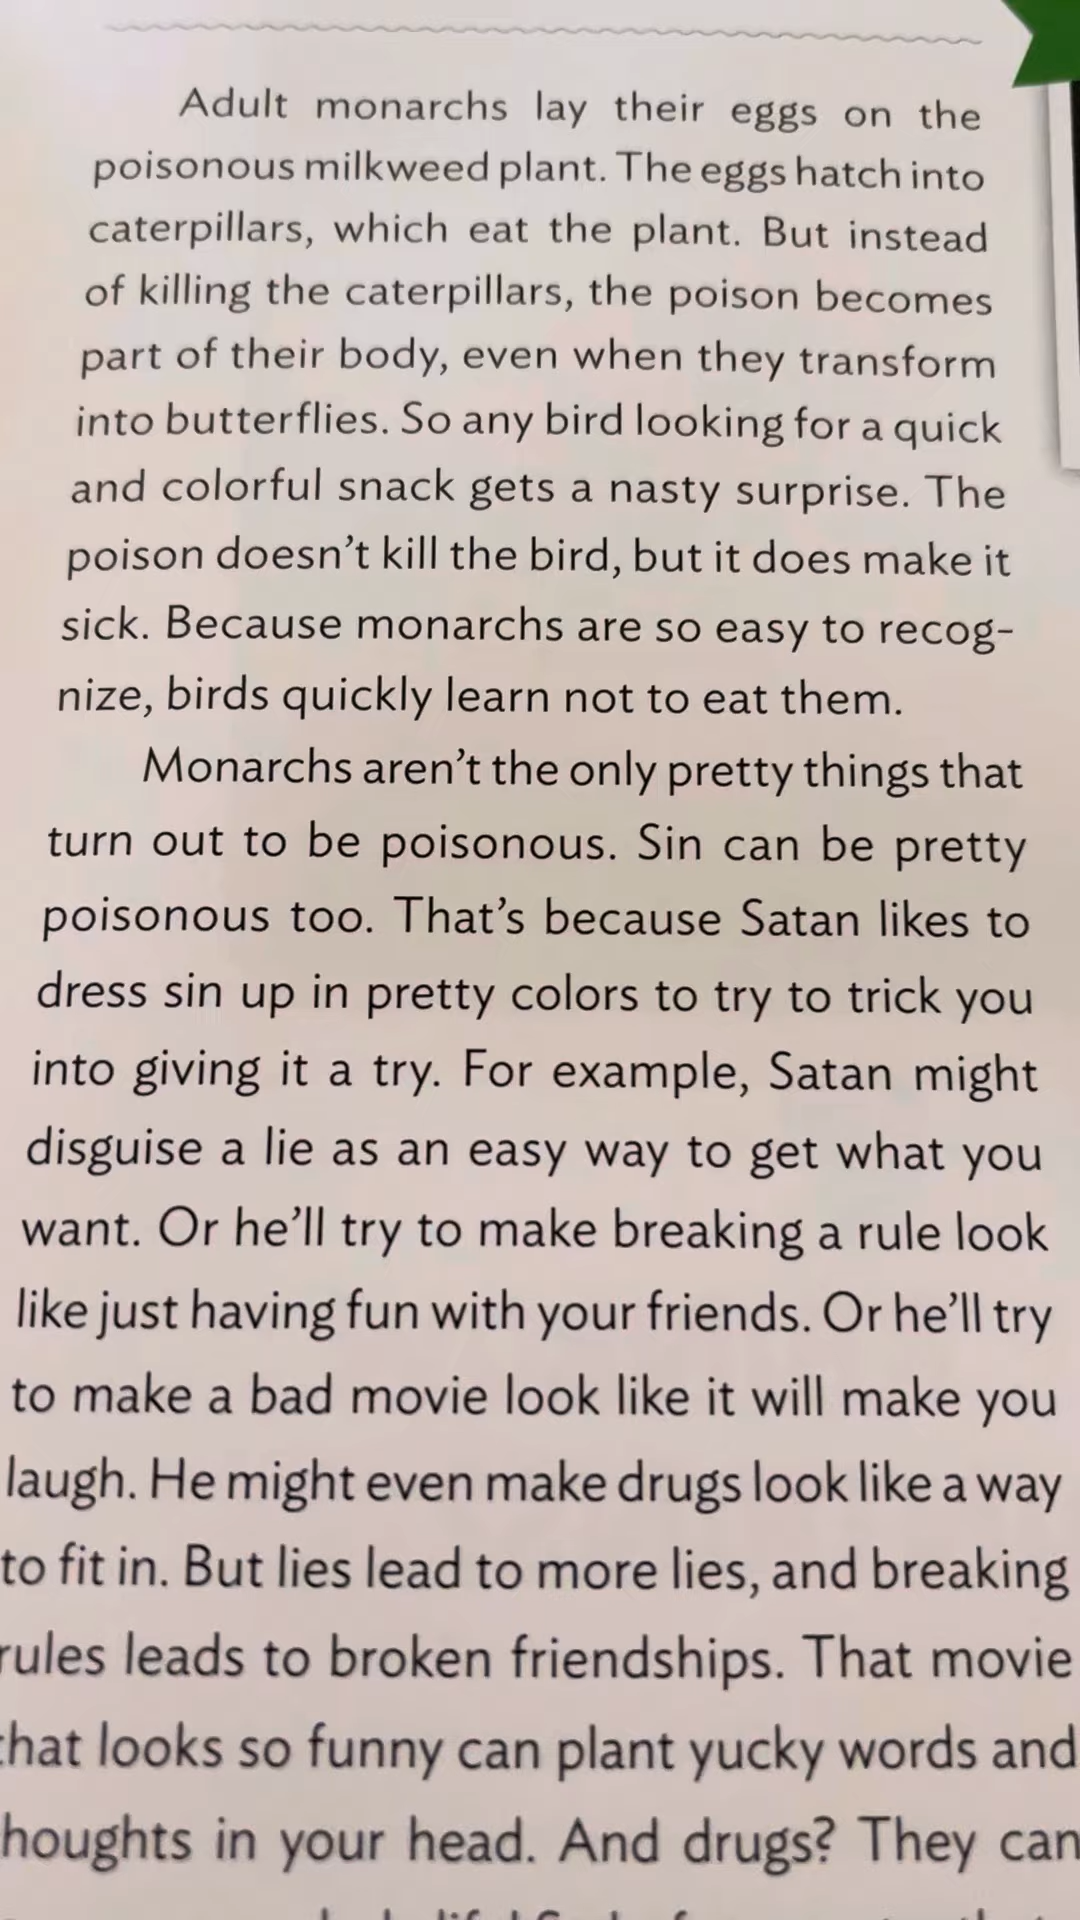 Adult monarchs lay their eggs on the
poisonous milkweed plant. The eggs hatch into
caterpillars, which eat the plant. But instead
of killing the caterpillars, the poison becomes
part of their body, even when they transform
into butterflies. So any bird looking for a quick
and colorful snack gets a nasty surprise. The
poison doesn’t kill the bird, but it does make it
sick. Because monarchs are so easy to recog-
nize, birds quickly learn not to eat them.
Monarchs aren’t the only pretty things that
turn out to be poisonous. Sin can be pretty
poisonous too. That’s because Satan likes to
dress sin up in pretty colors to try to trick you
into giving it a try. For example, Satan might
disguise a lie as an easy way to get what you
want. Or he’ll try to make breaking a rule look
like just having fun with your friends. Or he’ll try
to make a bad movie look like it will make you
laugh. He might even make drugs look like a way
to fit in. But lies lead to more lies, and breaking
rules leads to broken friendships. That movie
that looks so funny can plant yucky words and
thoughts in your head. And drugs? They can